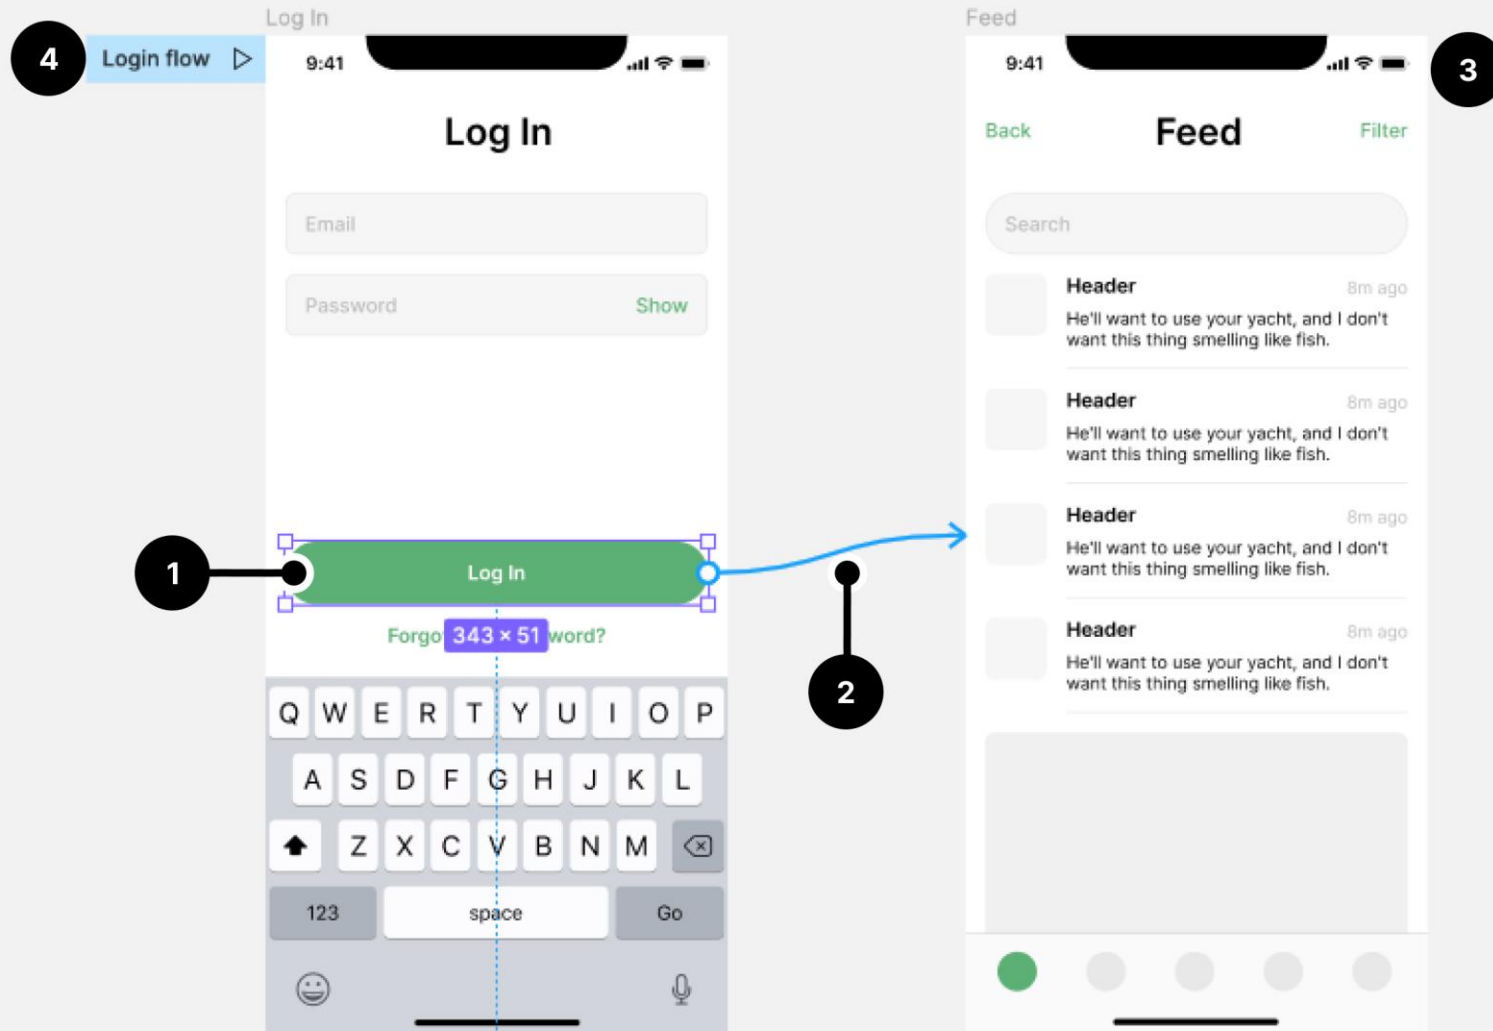 Log In
Feed
4
Login flow
9:41
9:41
3
Log In
Back
Feed
Filter
Email
Search
Password
Show
Header
8m ago
He'll want to use your yacht, and I don't
want this thing smelling like fish.
Header
8m ago
He'll want to use your yacht, and I don't
want this thing smelling like fish.
Header
8m ago
He'll want to use your yacht, and I don't
want this thing smelling like fish.
Header
8m ago
He'll want to use your yacht, and I don't
want this thing smelling like fish.
1
Log In
2
Forgo 343 × 51 word?
Q W E R T Y U I O P
A S D F G H J K L
Z X C V B N M
123 space Go